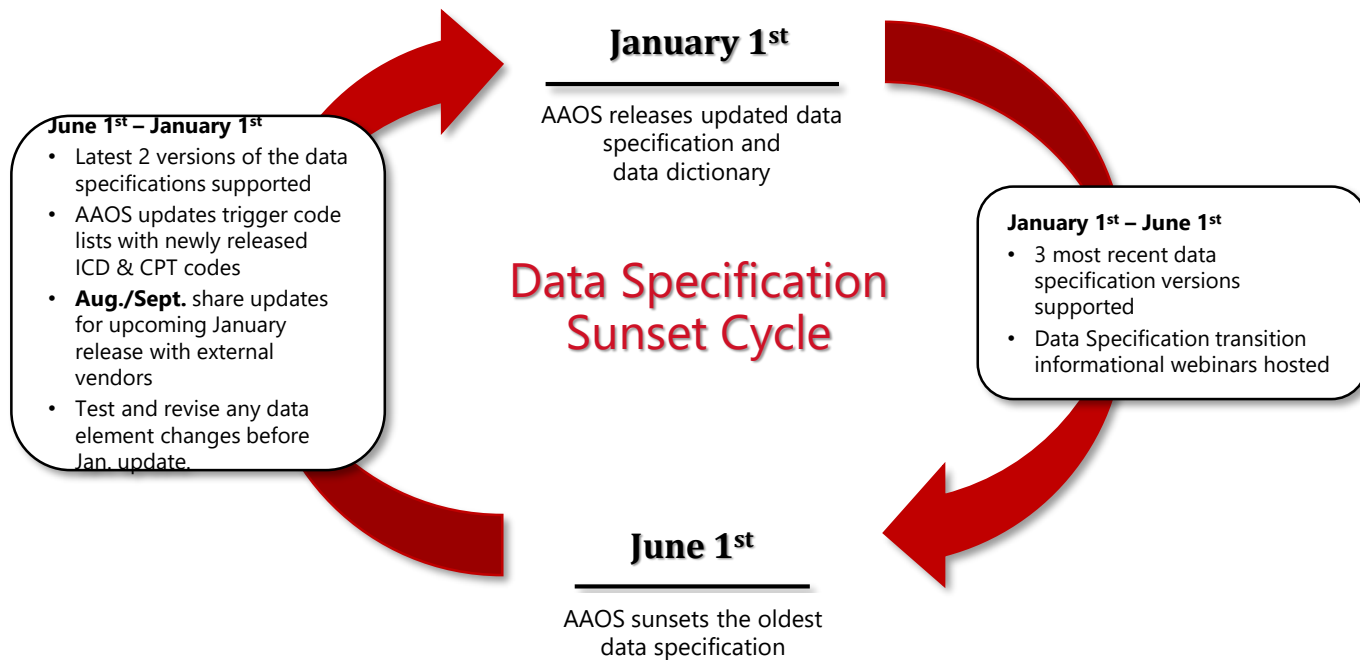 January 1st
AAOS releases updated data
specification and
data dictionary
January 1st – June 1st
• 3 most recent data
specification versions
supported
• Data Specification transition
informational webinars hosted
June 1st
AAOS sunsets the oldest
data specification
June 1st – January 1st
• Latest 2 versions of the data
specifications supported
• AAOS updates trigger code
lists with newly released
ICD & CPT codes
• Aug./Sept. share updates
for upcoming January
release with external
vendors
• Test and revise any data
element changes before
Jan. update.
Data Specification
Sunset Cycle